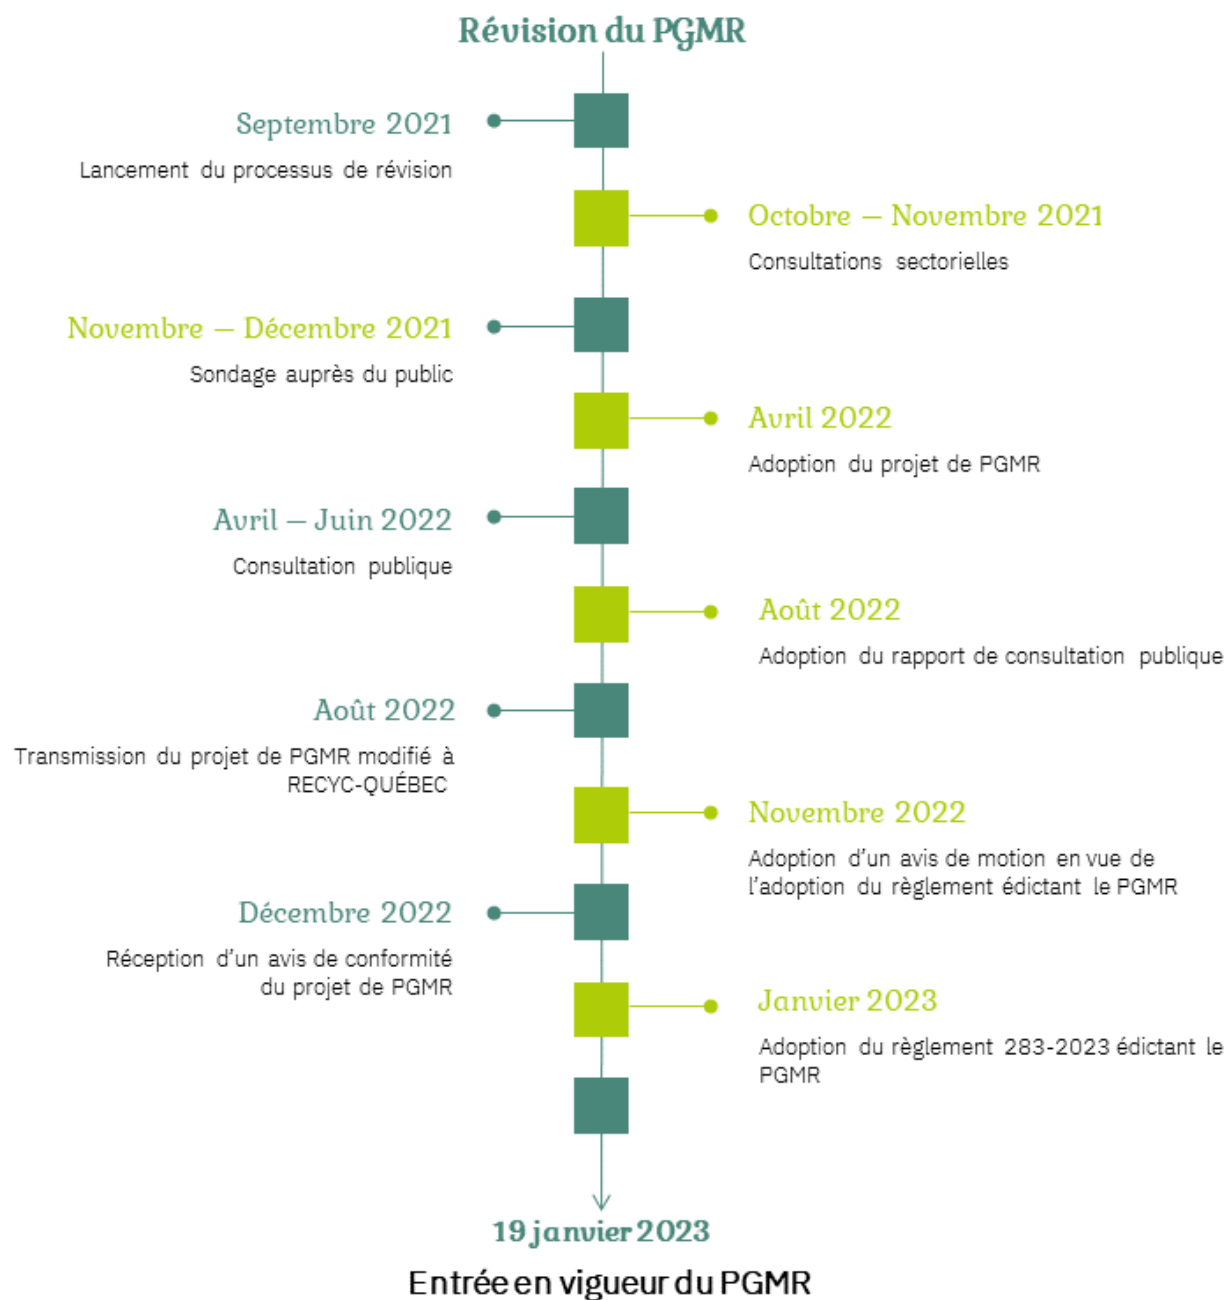 Révision du PGMR
Septembre 2021
Lancement du processus de révision
Octobre – Novembre 2021
Consultations sectorielles
Novembre – Décembre 2021
Sondage auprès du public
Avril 2022
Adoption du projet de PGMR
Avril – Juin 2022
Consultation publique
Août 2022
Adoption du rapport de consultation publique
Août 2022
Transmission du projet de PGMR modifié à
RECYC-QUÉBEC
Novembre 2022
Adoption d’un avis de motion en vue de
l’adoption du règlement édictant le PGMR
Décembre 2022
Réception d’un avis de conformité
du projet de PGMR
Janvier 2023
Adoption du règlement 283-2023 édictant le
PGMR
19 janvier 2023
Entrée en vigueur du PGMR